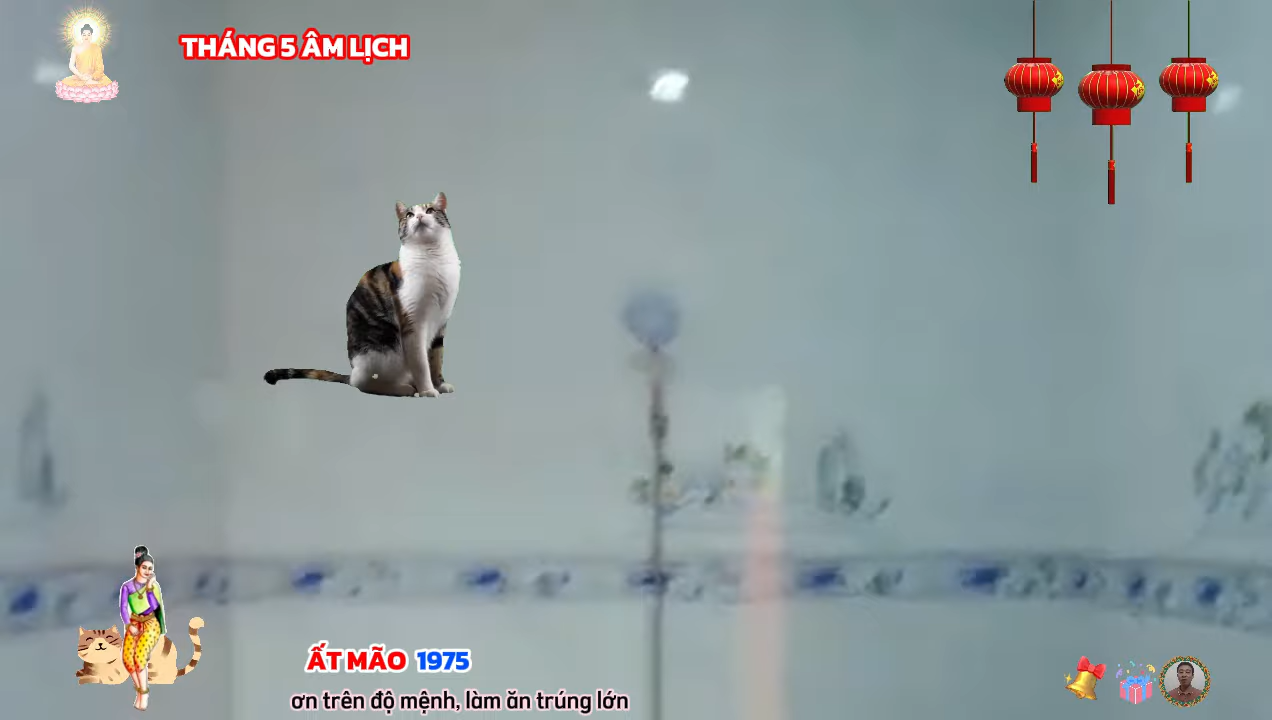 THÁNG 5 ÂM LỊCH
ẤT MÃO 1975
ơn trên độ mệnh, làm ăn trúng lớn